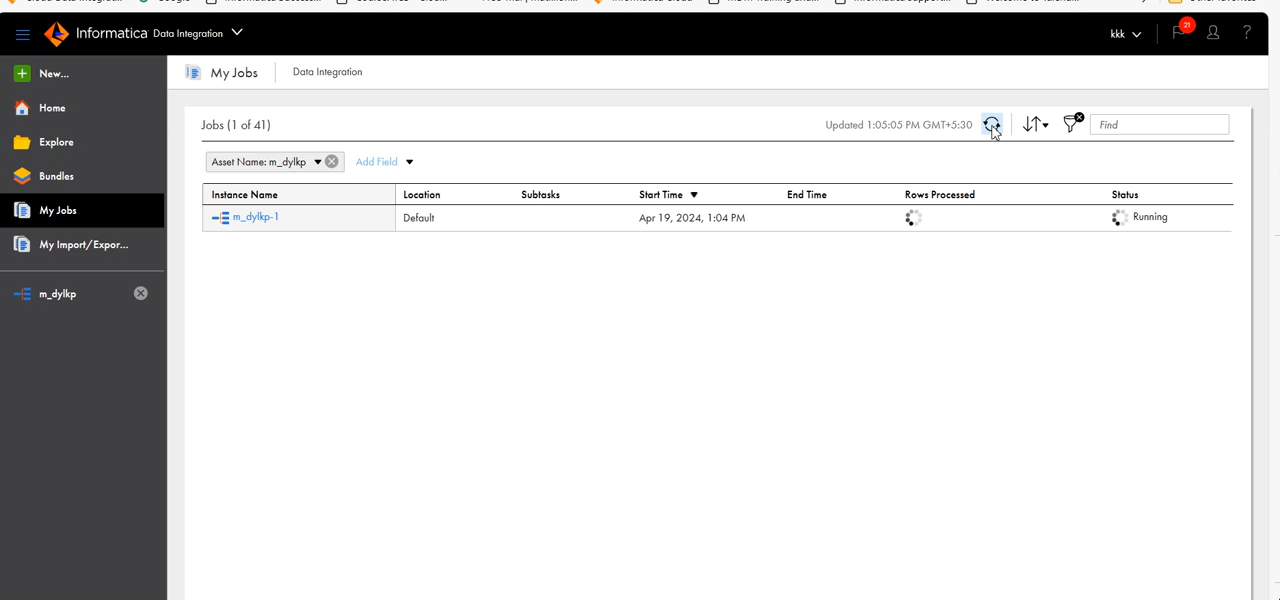 Google
Informatica Data Integration
kkk
21
?
New...
Home
Explore
Bundles
My Jobs
My Import/Expor...
m_dylkp
My Jobs
Data Integration
Jobs (1 of 41)
Updated 1:05:05 PM GMT+5:30
Find
Asset Name: m_dylkp
Add Field
Instance Name Location Subtasks Start Time End Time Rows Processed Status
m_dylkp-1 Default Apr 19, 2024, 1:04 PM Running